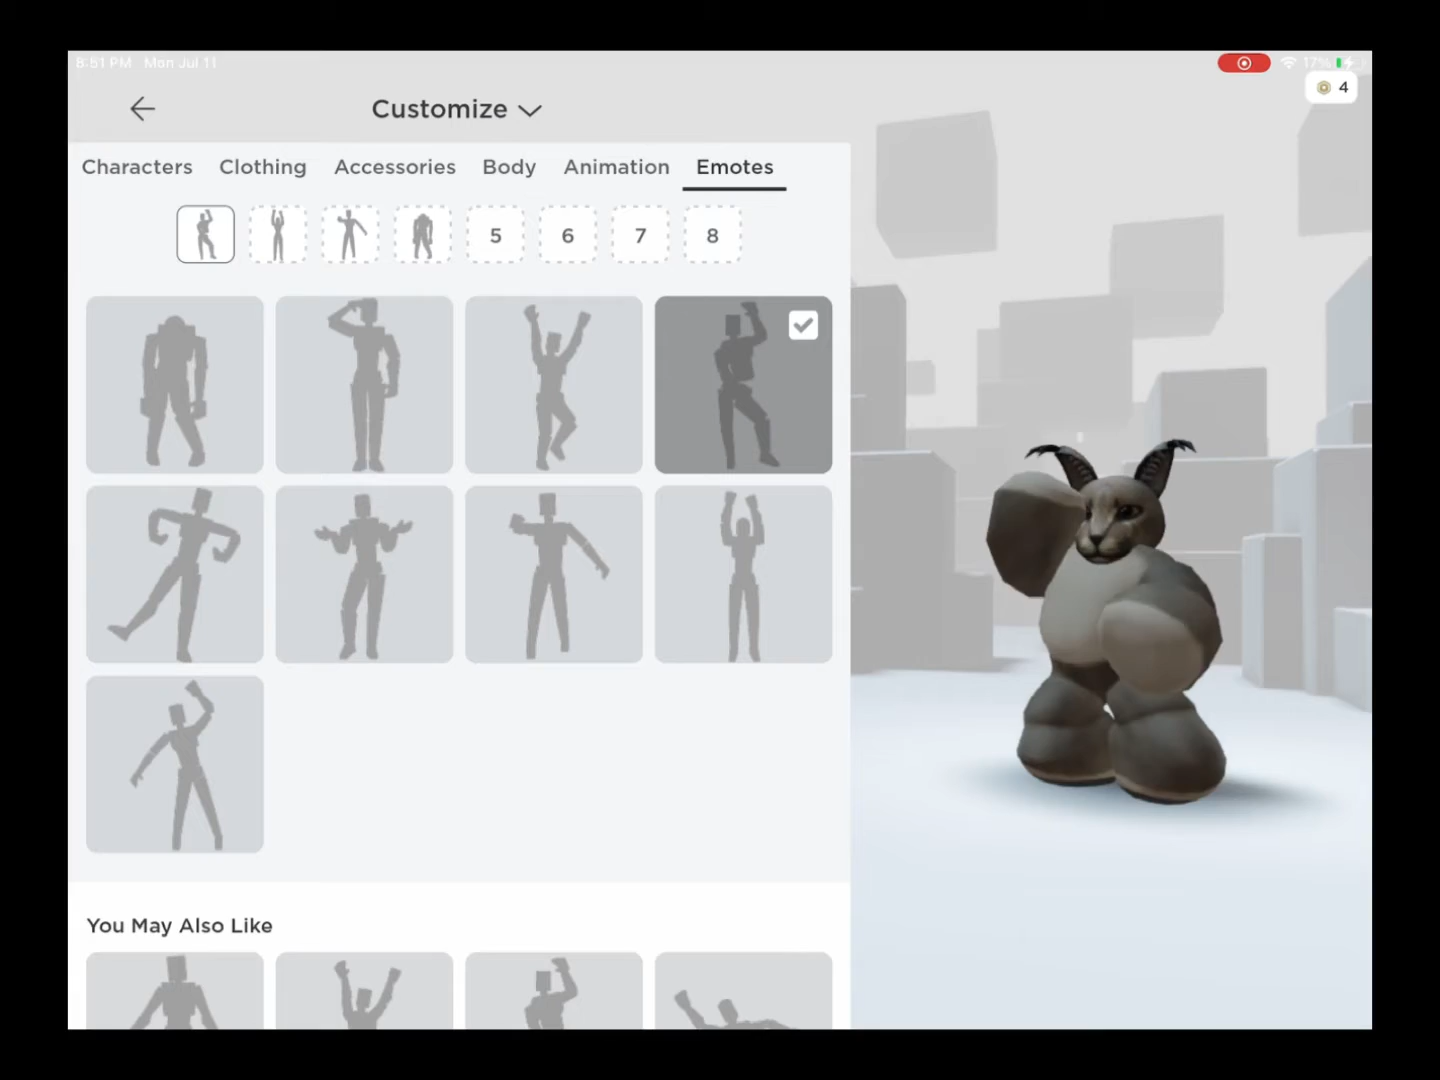 8:51 PM Mon Jul 11
17%
4
Customize
Characters Clothing Accessories Body Animation Emotes
5 6 7 8
You May Also Like